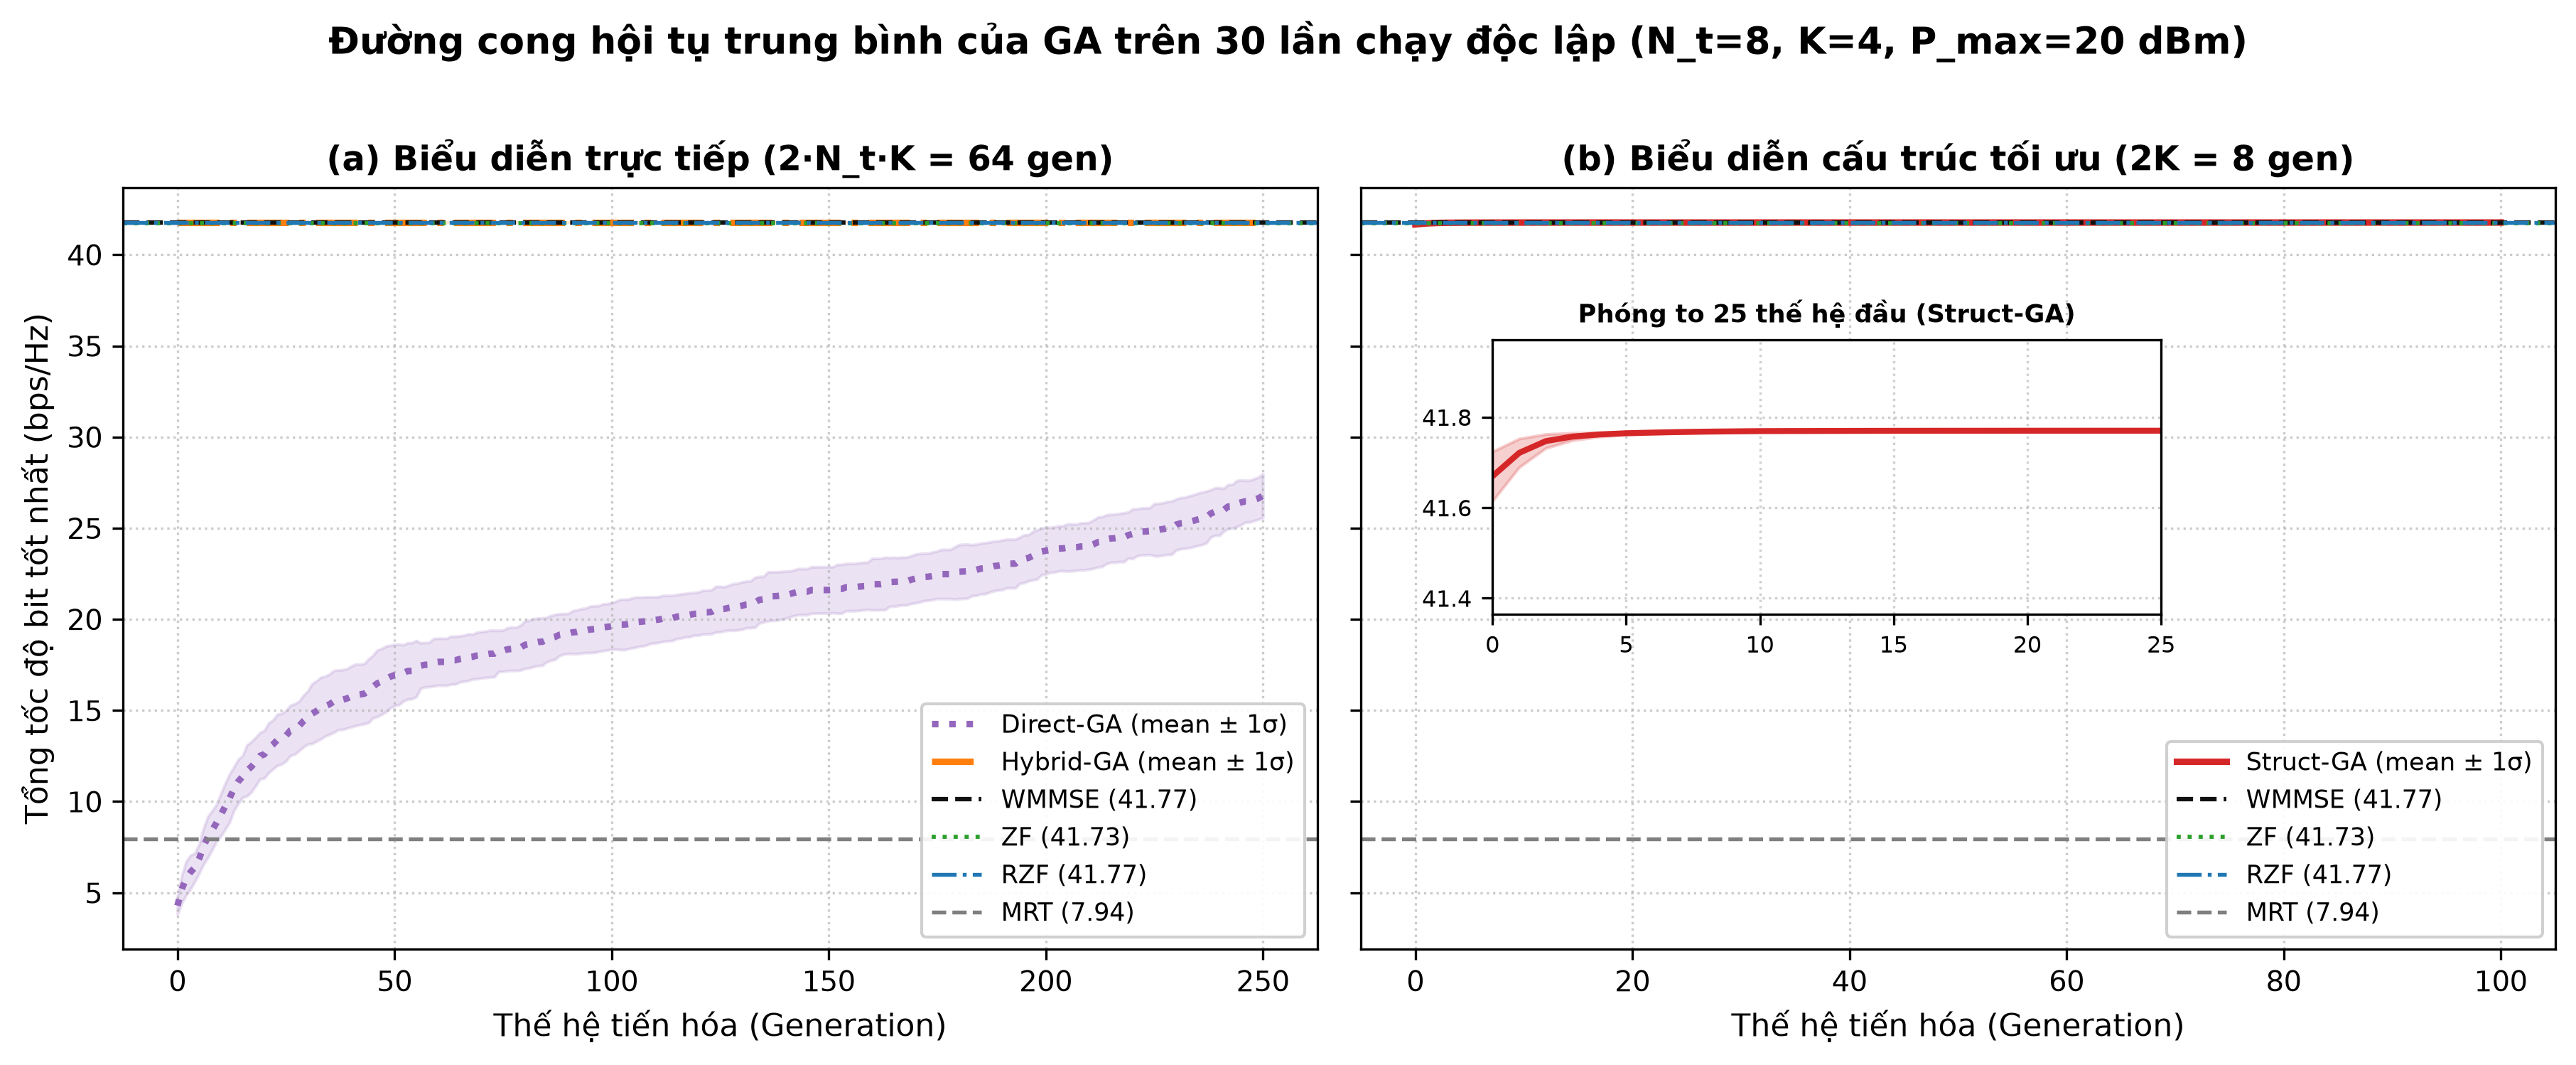 Đường cong hội tụ trung bình của GA trên 30 lần chạy độc lập (N_t=8, K=4, P_max=20 dBm)
(a) Biểu diễn trực tiếp (2·N_t·K = 64 gen)
Tổng tốc độ bit tốt nhất (bps/Hz)
40
35
30
25
20
15
10
5
0
50
100
150
200
250
Thế hệ tiến hóa (Generation)
Direct-GA (mean ± 1σ)
Hybrid-GA (mean ± 1σ)
WMMSE (41.77)
ZF (41.73)
RZF (41.77)
MRT (7.94)
(b) Biểu diễn cấu trúc tối ưu (2K = 8 gen)
Phóng to 25 thế hệ đầu (Struct-GA)
41.8
41.6
41.4
0
5
10
15
20
25
Struct-GA (mean ± 1σ)
WMMSE (41.77)
ZF (41.73)
RZF (41.77)
MRT (7.94)
0
20
40
60
80
100
Thế hệ tiến hóa (Generation)